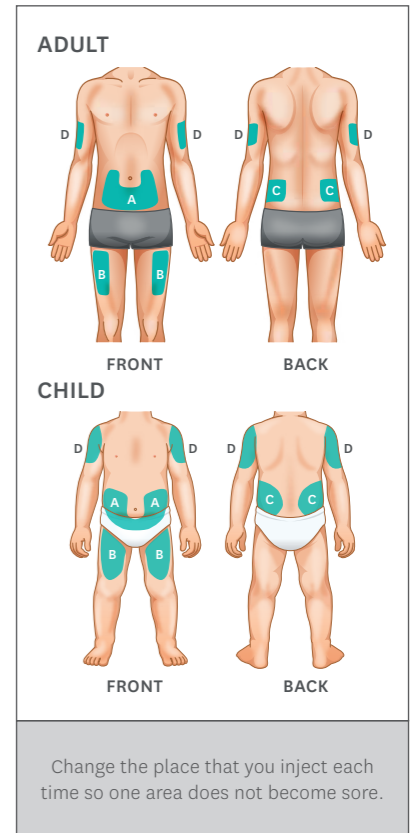 ADULT
D D D D
A
C C
B B
FRONT BACK
CHILD
D D D D
A A
C C
B B
FRONT BACK
Change the place that you inject each
time so one area does not become sore.